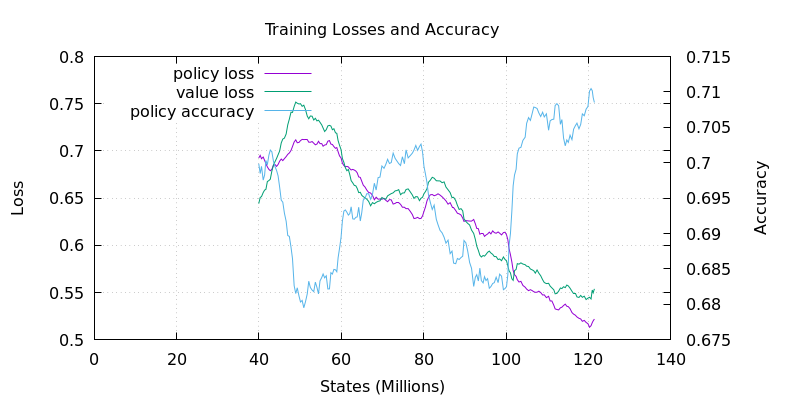 Training Losses and Accuracy
policy loss
value loss
policy accuracy
Loss
0.8
0.75
0.7
0.65
0.6
0.55
0.5
0.715
0.71
0.705
0.7
0.695
0.69
0.685
0.68
0.675
Accuracy
0 20 40 60 80 100 120 140
States (Millions)